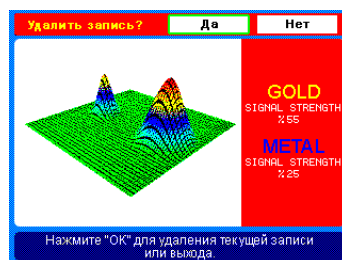 Удалить запись? Да Нет
GOLD
SIGNAL STRENGTH
%55
METAL
SIGNAL STRENGTH
%25
Нажмите "ОК" для удаления текущей записи
или выхода.